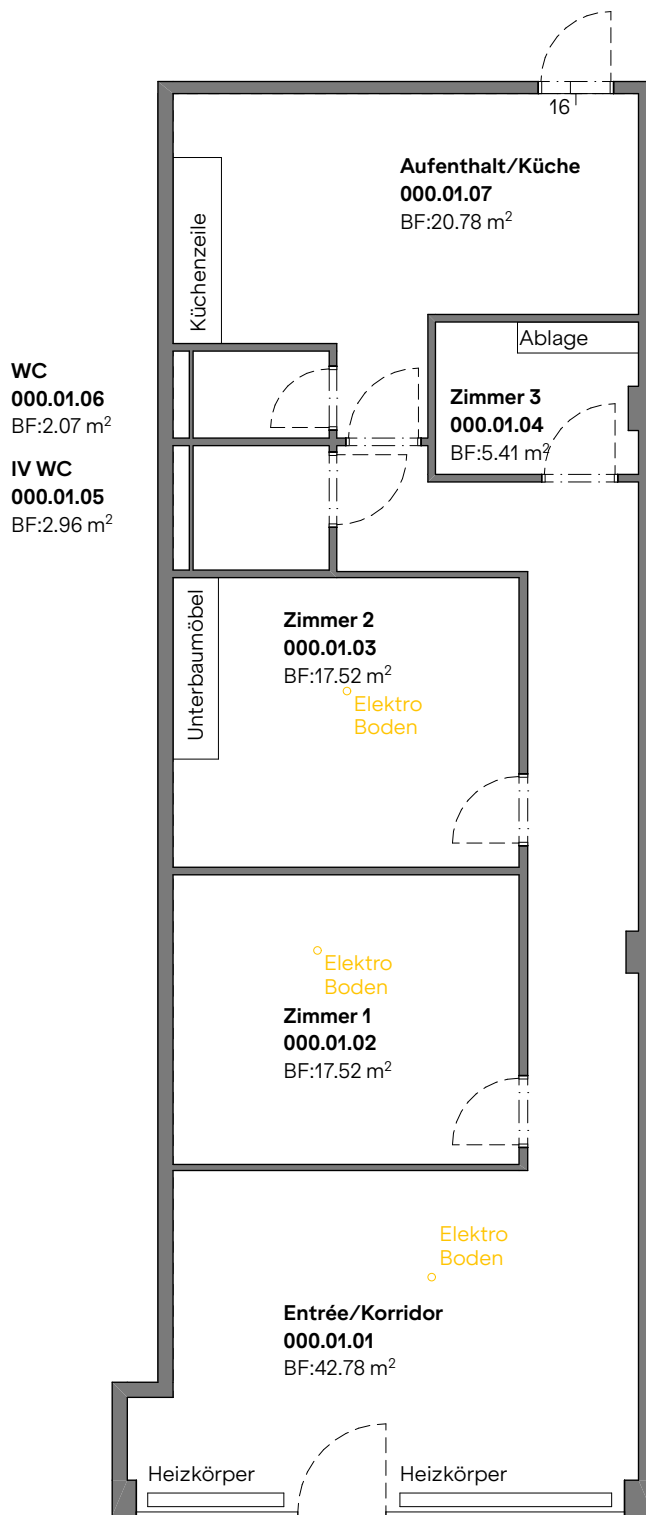 16
Aufenthalt/Küche
000.01.07
BF:20.78 m²
Küchenzeile
Ablage
WC
000.01.06
BF:2.07 m²
Zimmer 3
000.01.04
BF:5.41 m²
IV WC
000.01.05
BF:2.96 m²
Unterbaumöbel
Zimmer 2
000.01.03
BF:17.52 m²
Elektro
Boden
Elektro
Boden
Zimmer 1
000.01.02
BF:17.52 m²
Elektro
Boden
Entrée/Korridor
000.01.01
BF:42.78 m²
Heizkörper
Heizkörper